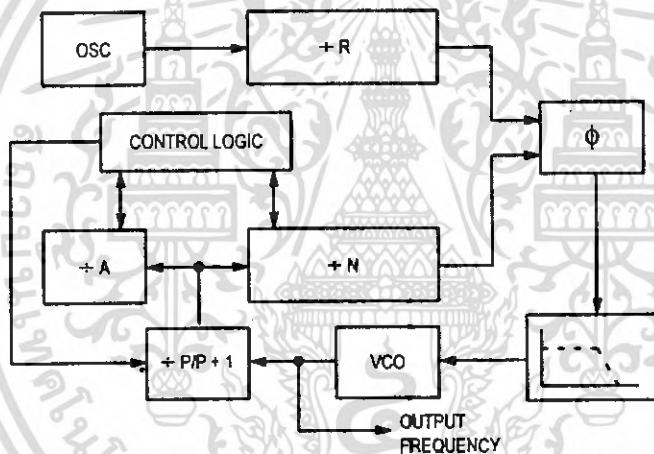 OSC
÷ R
CONTROL LOGIC
ϕ
÷ A
÷ N
÷ P/P + 1
VCO
OUTPUT
FREQUENCY